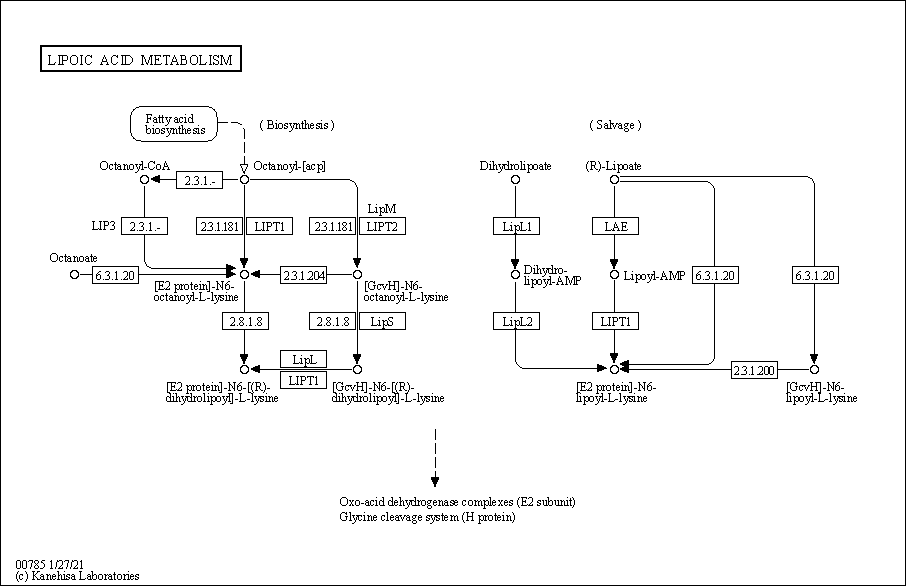 LIPOIC ACID METABOLISM
Fatty acid
biosynthesis
( Biosynthesis )
( Salvage )
Octanoyl-CoA
2.3.1.-
Octanoyl-[acp]
Dihydrolipoate
(R)-Lipoate
LipM
LIP3
2.3.1.-
2.3.1.181
LIPT1
2.3.1.181
LIPT2
LipL1
LAE
Octanoate
6.3.1.20
2.3.1.204
[E2 protein]-N6-
octanoyl-L-lysine
[GcvH]-N6-
octanoyl-L-lysine
Dihydro-
lipoyl-AMP
Lipoyl-AMP
6.3.1.20
6.3.1.20
2.8.1.8
2.8.1.8
LipS
LipL2
LIPT1
LipL
LIPT1
2.3.1.200
[E2 protein]-N6-[(R)-
dihydrolipoyl]-L-lysine
[GcvH]-N6-[(R)-
dihydrolipoyl]-L-lysine
[E2 protein]-N6-
lipoyl-L-lysine
[GcvH]-N6-
lipoyl-L-lysine
Oxo-acid dehydrogenase complexes (E2 subunit)
Glycine cleavage system (H protein)
00785 1/27/21
(c) Kanehisa Laboratories